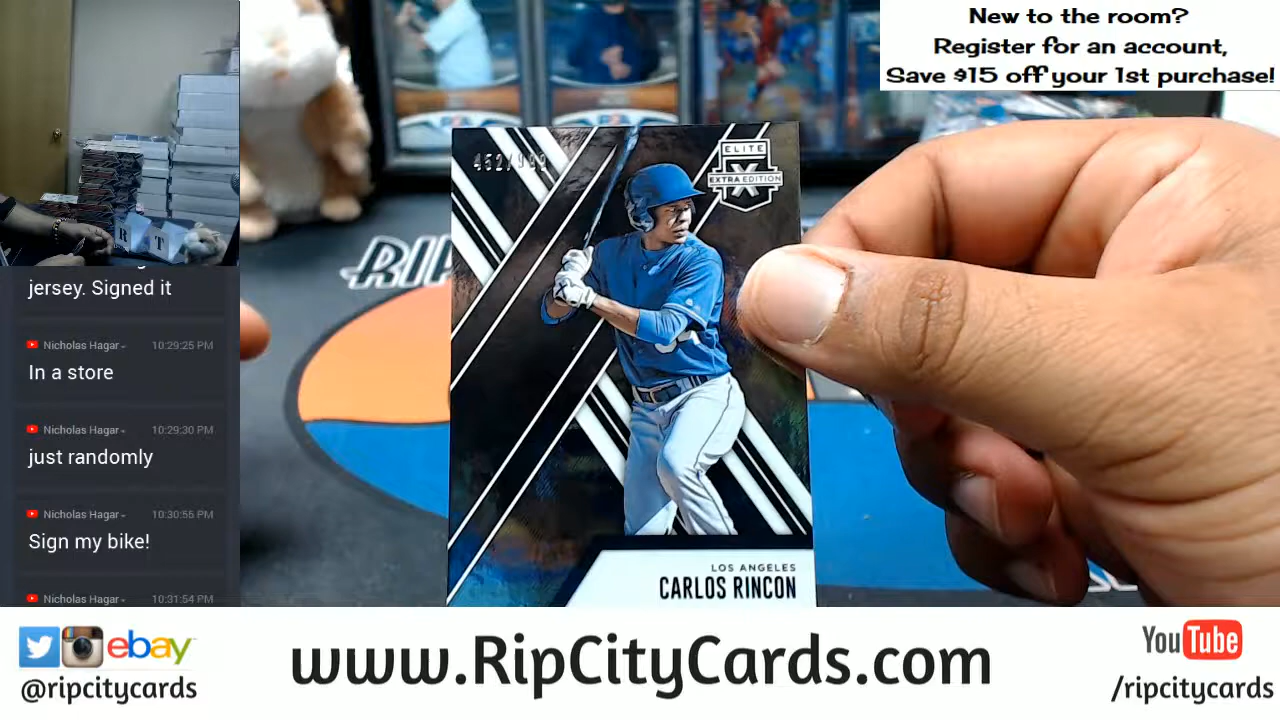 New to the room?
Register for an account,
Save $15 off your 1st purchase!
ELITE
X
EXTRA EDITION
RIP
R T
jersey. Signed it
Nicholas Hagar 10:29:25 PM
In a store
Nicholas Hagar 10:29:30 PM
just randomly
Nicholas Hagar 10:30:55 PM
Sign my bike!
Nicholas Hagar 10:31:54 PM
LOS ANGELES
CARLOS RINCON
ebay
@ripcitycards
www.RipCityCards.com
YouTube
/ripcitycards